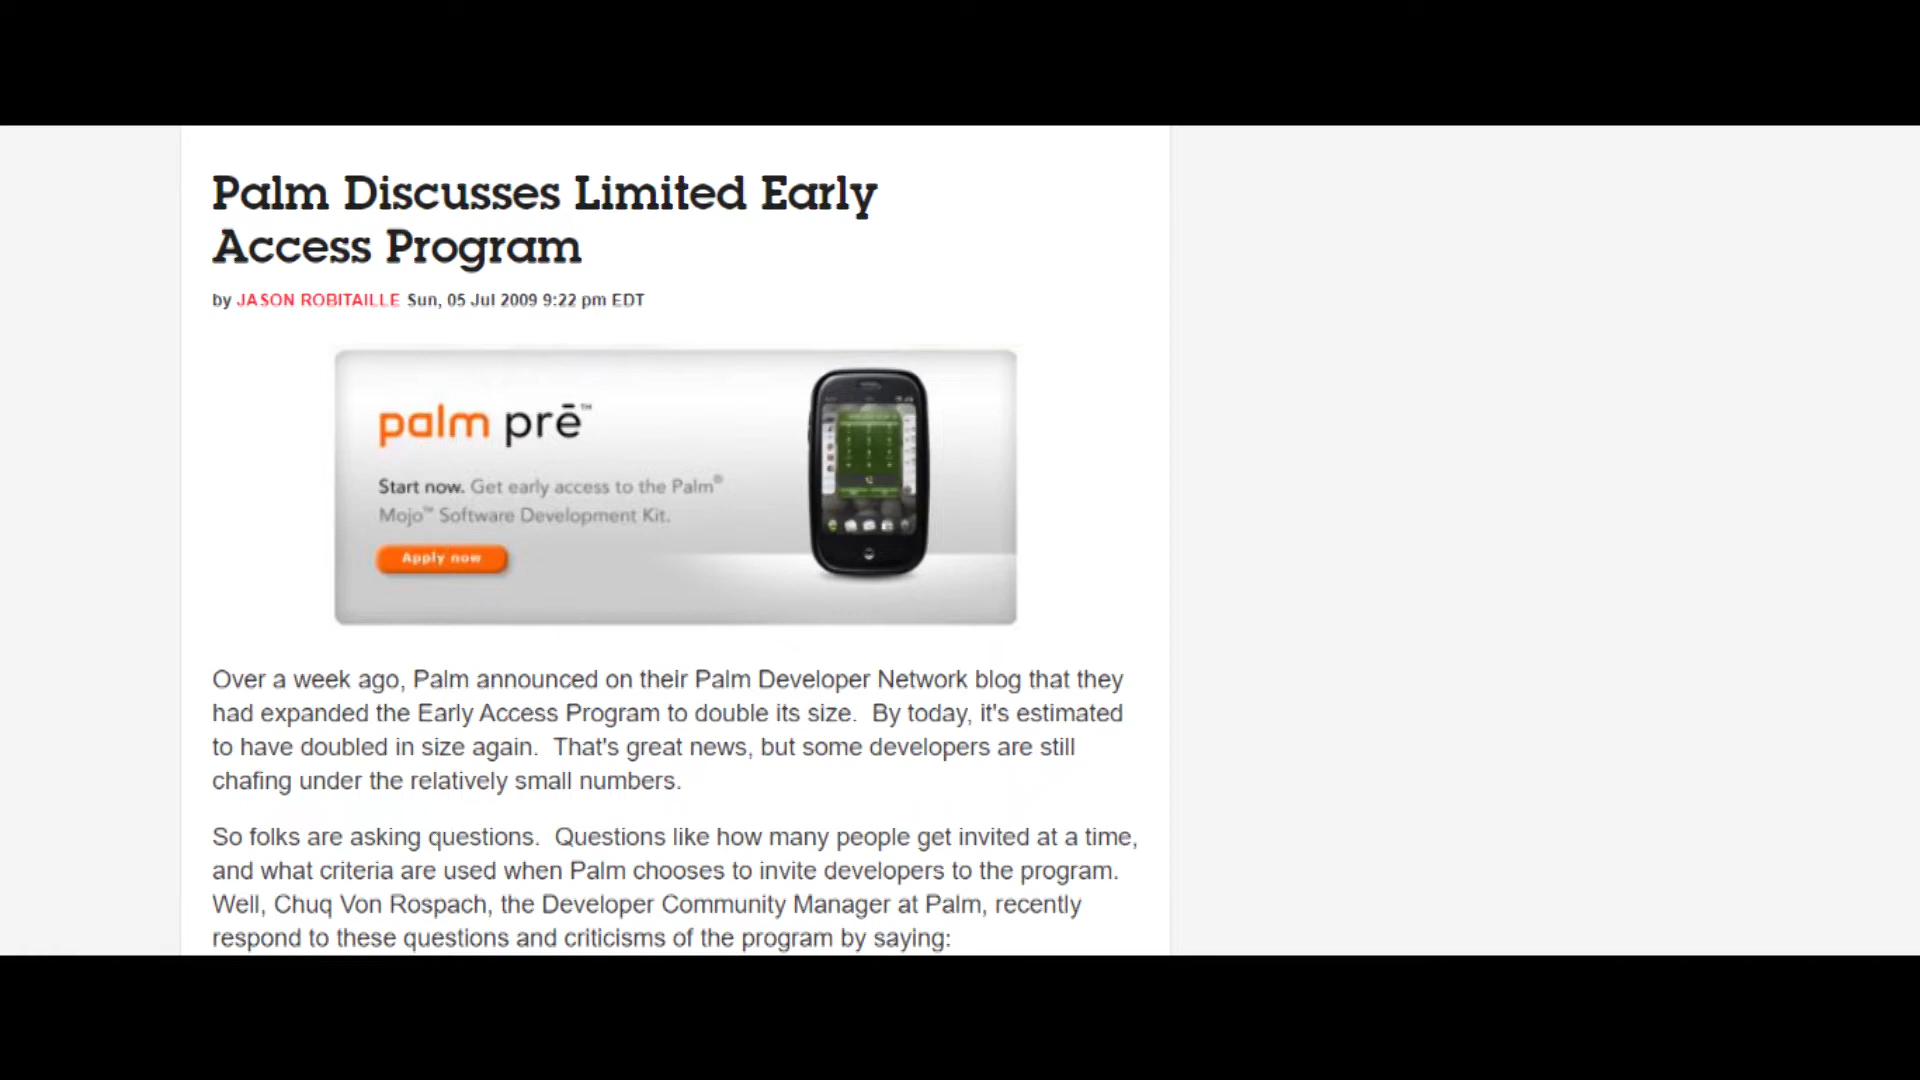 Palm Discusses Limited Early
Access Program
by JASON ROBITAILLE Sun, 05 Jul 2009 9:22 pm EDT
palm prē™
Start now. Get early access to the Palm®
Mojo™ Software Development Kit.
Apply now
Over a week ago, Palm announced on their Palm Developer Network blog that they
had expanded the Early Access Program to double its size.  By today, it's estimated
to have doubled in size again.  That's great news, but some developers are still
chafing under the relatively small numbers.
So folks are asking questions.  Questions like how many people get invited at a time,
and what criteria are used when Palm chooses to invite developers to the program.
Well, Chuq Von Rospach, the Developer Community Manager at Palm, recently
respond to these questions and criticisms of the program by saying: